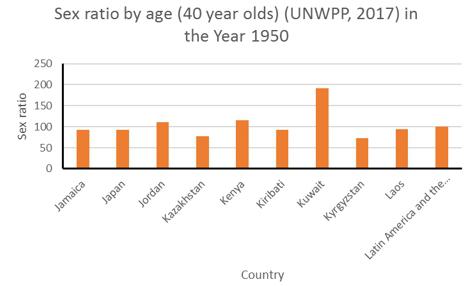 Sex ratio by age (40 year olds) (UNWPP, 2017) in
the Year 1950
250
200
150
100
50
0
Sex ratio
Jamaica
Japan
Jordan
Kazakhstan
Kenya
Kiribati
Kuwait
Kyrgyzstan
Laos
Latin America and the...
Country